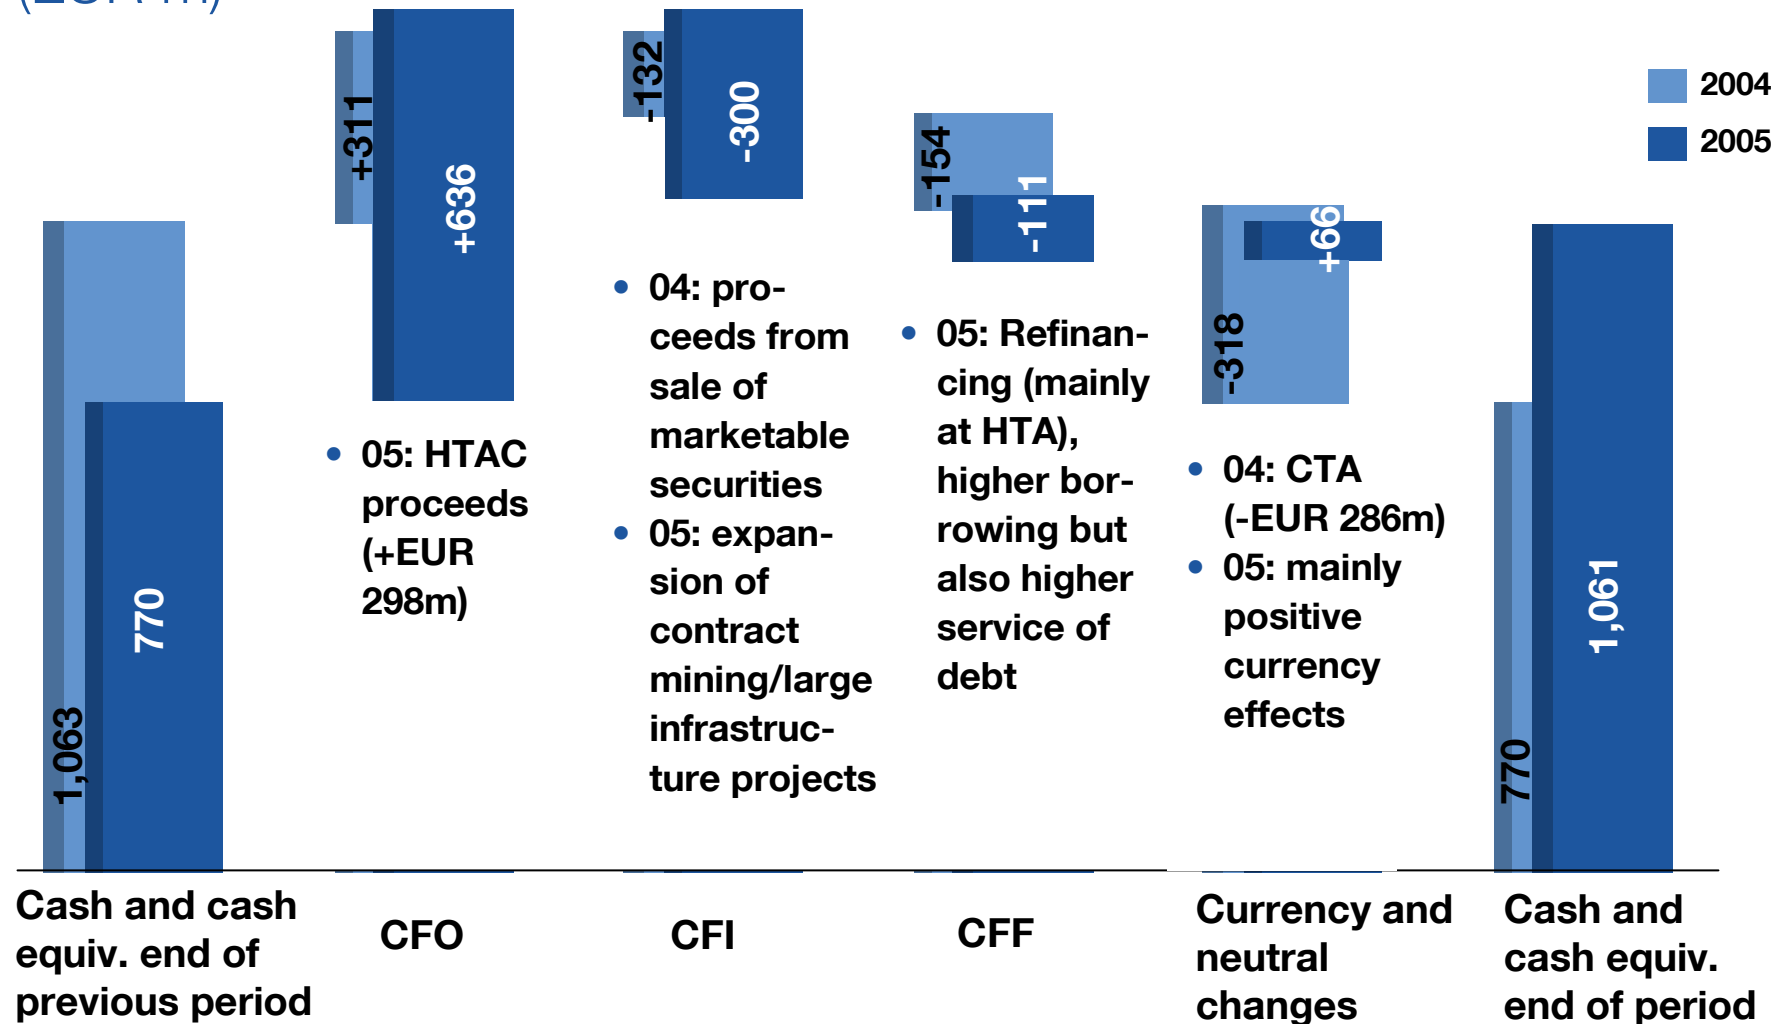 (EUR m)
2004
2005
1,063
770
+311
+636
-132
-300
-154
-111
-318
+66
770
1,061
• 05: HTAC
proceeds
(+EUR
298m)
• 04: pro-
ceeds from
sale of
marketable
securities
• 05: expan-
sion of
contract
mining/large
infrastruc-
ture projects
• 05: Refinan-
cing (mainly
at HTA),
higher bor-
rowing but
also higher
service of
debt
• 04: CTA
(-EUR 286m)
• 05: mainly
positive
currency
effects
Cash and cash
equiv. end of
previous period
CFO
CFI
CFF
Currency and
neutral
changes
Cash and
cash equiv.
end of period